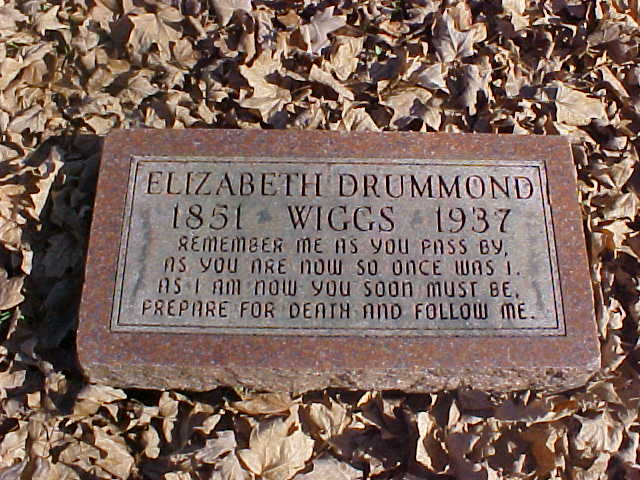 ELIZABETH DRUMMOND
1851 WIGGS 1937
REMEMBER ME AS YOU PASS BY,
AS YOU ARE NOW SO ONCE WAS I.
AS I AM NOW YOU SOON MUST BE,
PREPARE FOR DEATH AND FOLLOW ME.